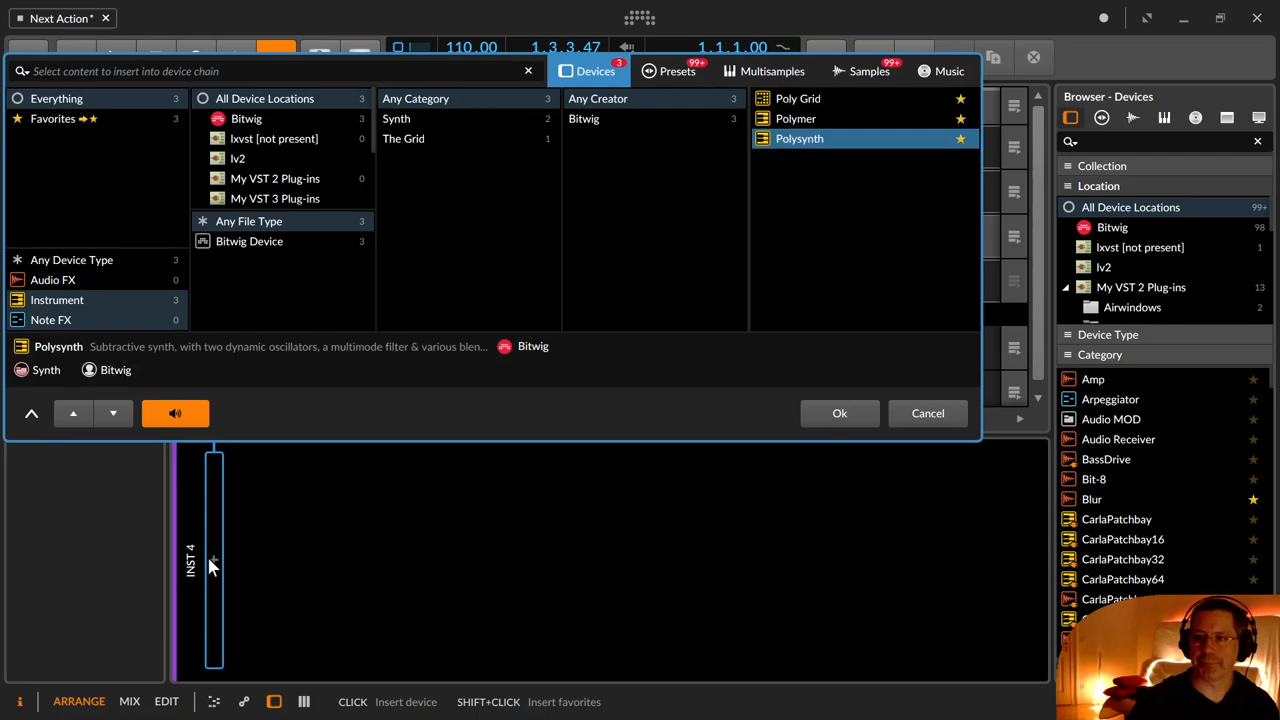 Next Action*
110.00
1.3.3.47
1.1.1.00
Select content to insert into device chain
Devices 3
Presets 99+
Multisamples
Samples 99+
Music
Everything 3
Favorites 3
Any Device Type 3
Audio FX 0
Instrument 3
Note FX 0
All Device Locations 3
Bitwig 3
lxvst [not present] 0
lv2
My VST 2 Plug-ins 0
My VST 3 Plug-ins
Any File Type 3
Bitwig Device 3
Any Category 3
Synth 2
The Grid 1
Any Creator 3
Bitwig 3
Poly Grid
Polymer
Polysynth
Polysynth Subtractive synth, with two dynamic oscillators, a multimode filter & various blen... Bitwig
Synth Bitwig
Ok
Cancel
INST 4
Browser - Devices
Collection
Location
All Device Locations 99+
Bitwig 98
lxvst [not present] 1
lv2
My VST 2 Plug-ins 13
Airwindows 2
Device Type
Category
Amp
Arpeggiator
Audio MOD
Audio Receiver
BassDrive
Bit-8
Blur
CarlaPatchbay
CarlaPatchbay16
CarlaPatchbay32
CarlaPatchbay64
ARRANGE
MIX
EDIT
CLICK Insert device
SHIFT+CLICK Insert favorites